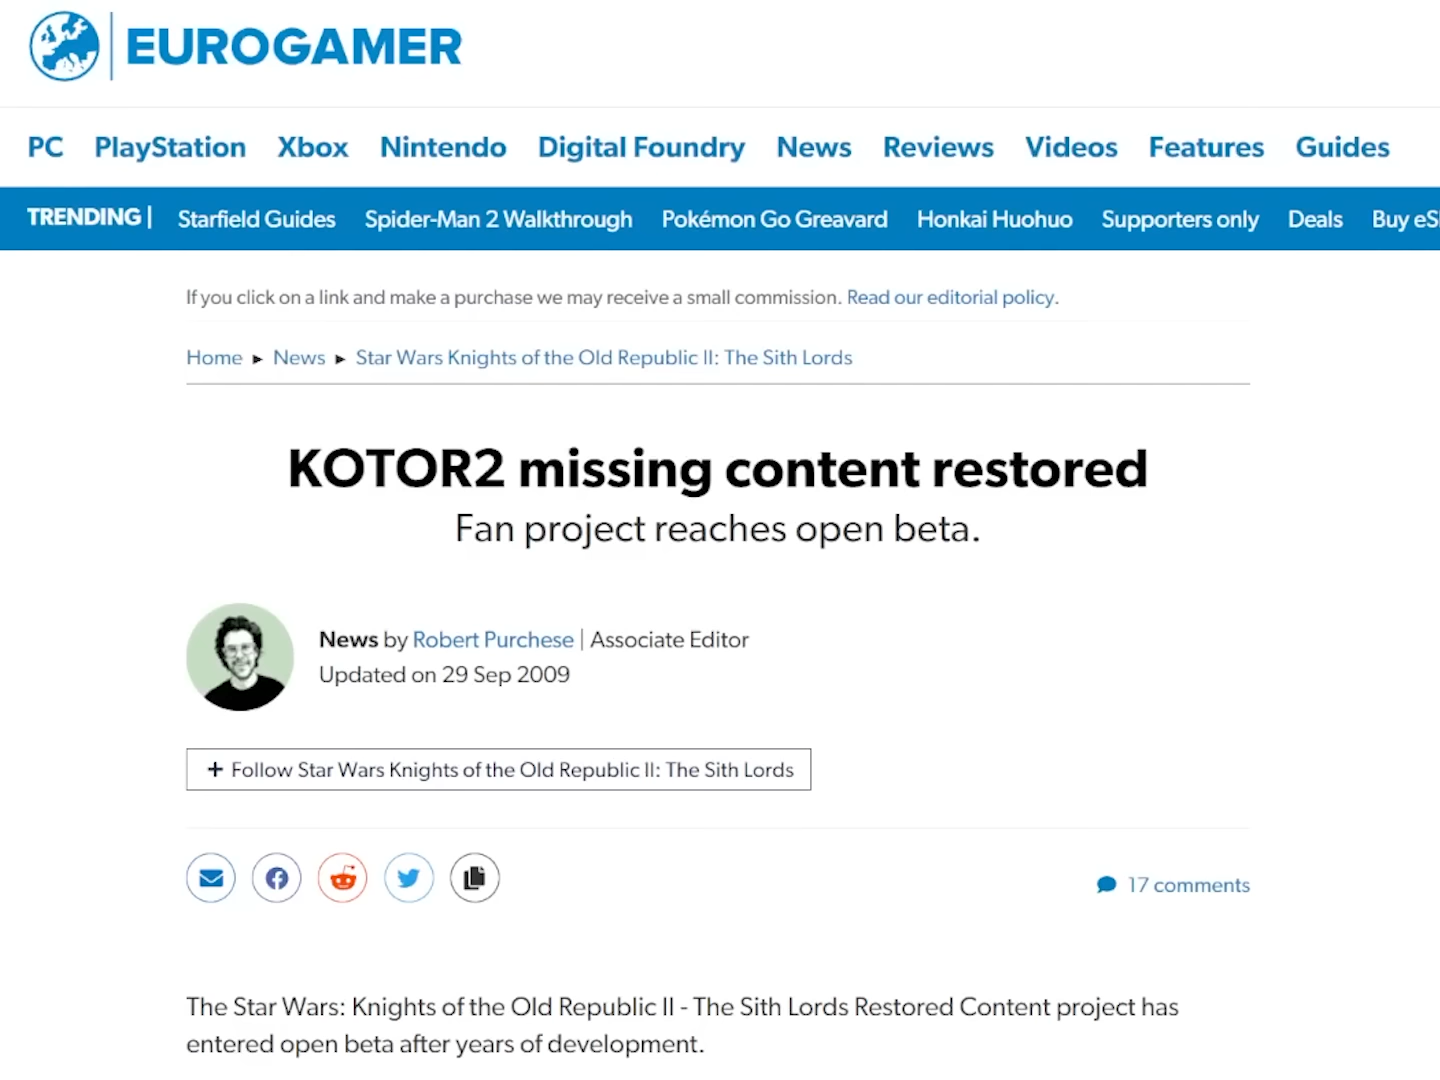 EUROGAMER
PC PlayStation Xbox Nintendo Digital Foundry News Reviews Videos Features Guides
TRENDING | Starfield Guides Spider-Man 2 Walkthrough Pokémon Go Greavard Honkai Huohuo Supporters only Deals Buy eS
If you click on a link and make a purchase we may receive a small commission. Read our editorial policy.
Home ▸ News ▸ Star Wars Knights of the Old Republic II: The Sith Lords
KOTOR2 missing content restored
Fan project reaches open beta.
News by Robert Purchese | Associate Editor
Updated on 29 Sep 2009
+ Follow Star Wars Knights of the Old Republic II: The Sith Lords
17 comments
The Star Wars: Knights of the Old Republic II - The Sith Lords Restored Content project has
entered open beta after years of development.